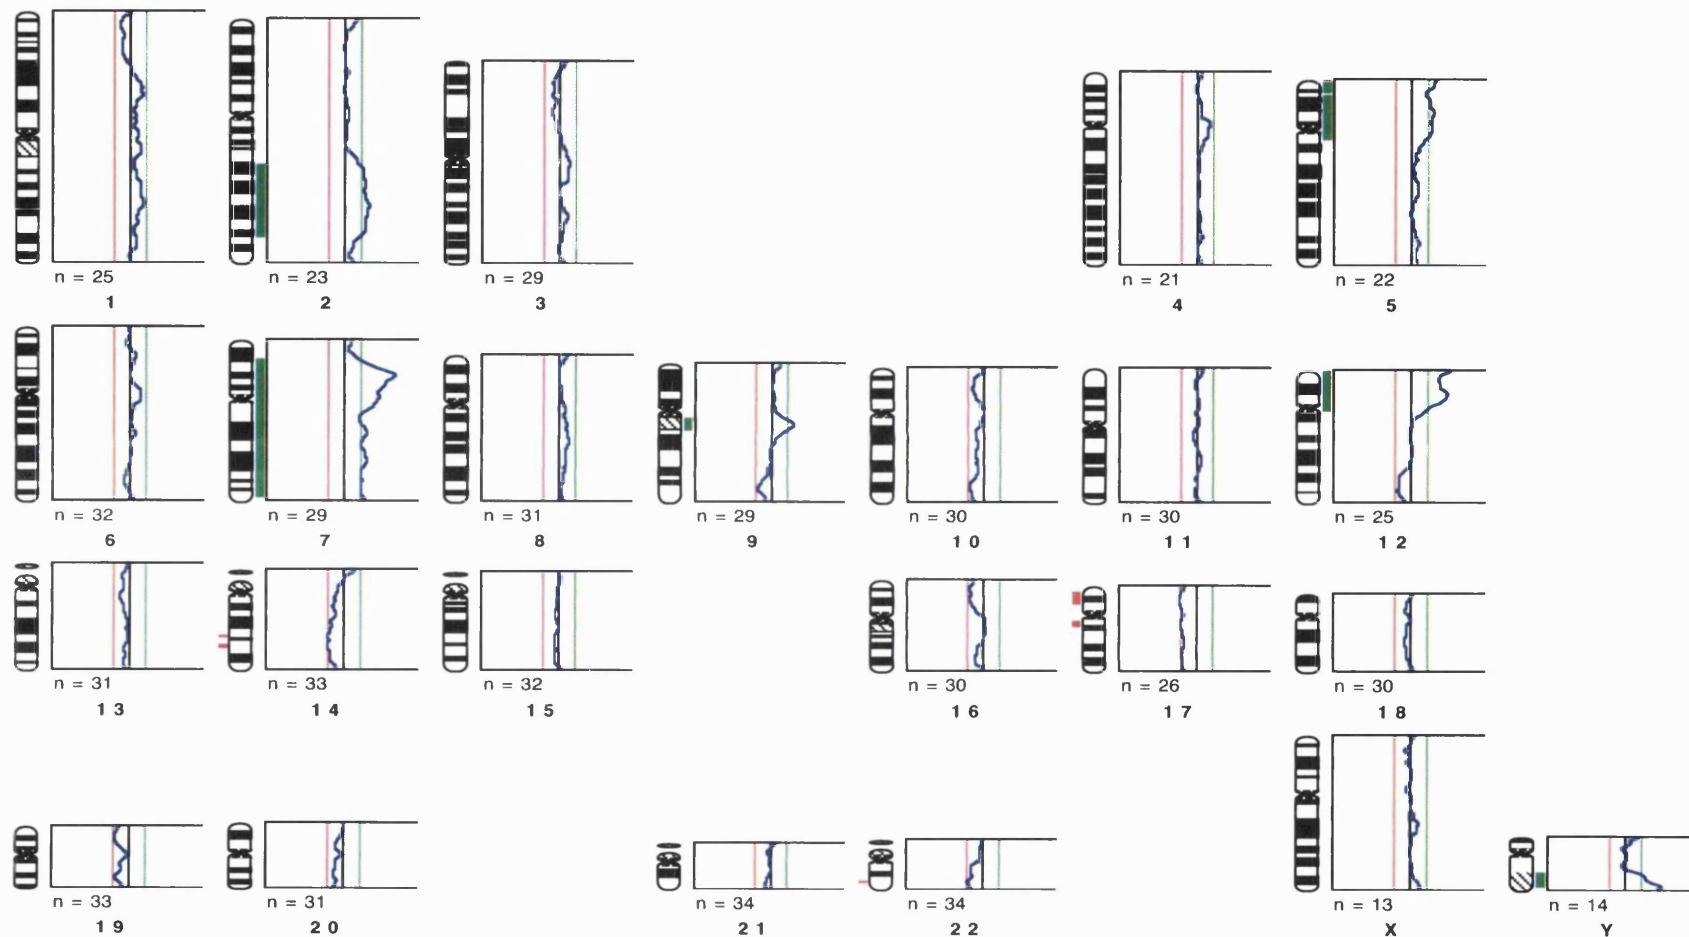 n = 25
1
n = 23
2
n = 29
3
n = 21
4
n = 22
5
n = 32
6
n = 29
7
n = 31
8
n = 29
9
n = 30
10
n = 30
11
n = 25
12
n = 31
13
n = 33
14
n = 32
15
n = 30
16
n = 26
17
n = 30
18
n = 33
19
n = 31
20
n = 34
21
n = 34
22
n = 13
X
n = 14
Y